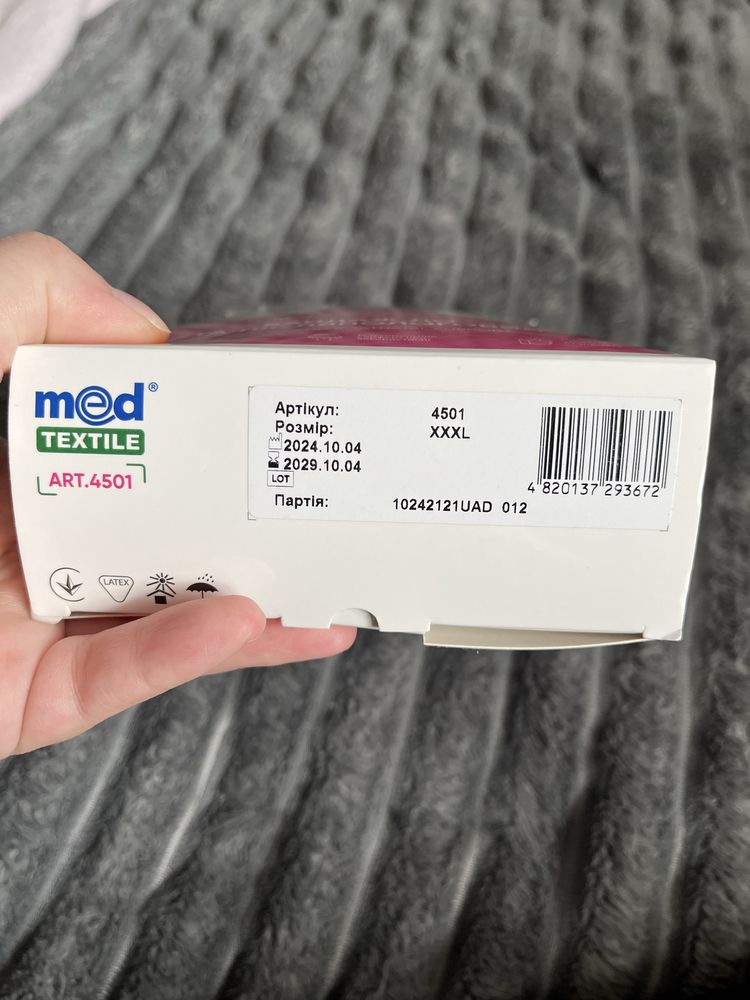 med®
TEXTILE
ART.4501
LATEX
Артікул: 4501
Розмір: XXXL
2024.10.04
2029.10.04
LOT
Партія: 10242121UAD 012
4 820137 293672